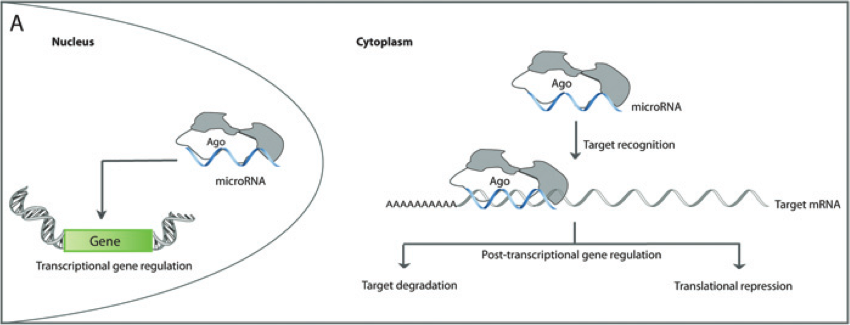 A
Nucleus
Cytoplasm
Ago
microRNA
Gene
Transcriptional gene regulation
Ago
microRNA
Target recognition
Ago
AAAAAAAAAA
Target mRNA
Post-transcriptional gene regulation
Target degradation
Translational repression